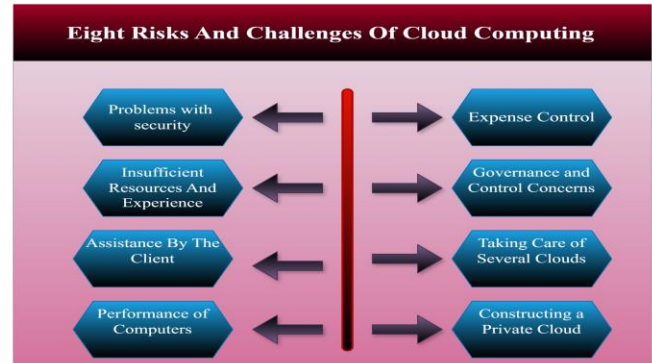 Eight Risks And Challenges Of Cloud Computing
Problems with
security
Expense Control
Insufficient
Resources And
Experience
Governance and
Control Concerns
Assistance By The
Client
Taking Care of
Several Clouds
Performance of
Computers
Constructing a
Private Cloud